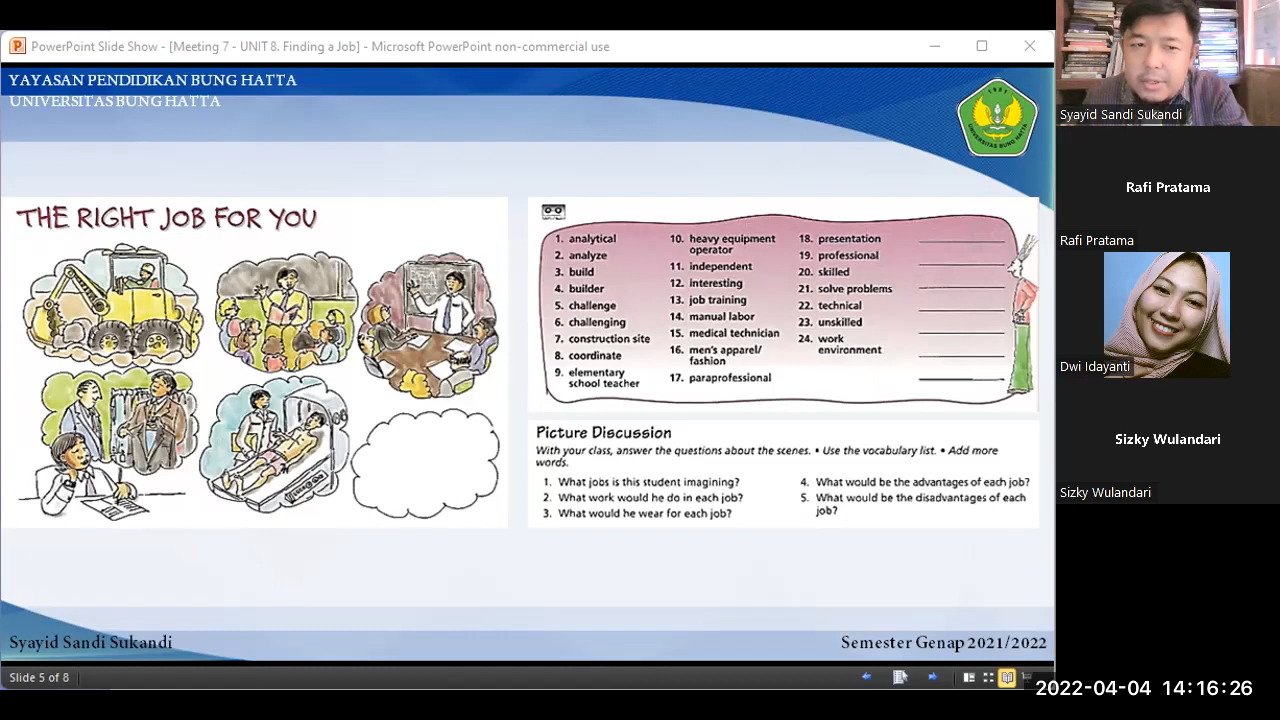 PowerPoint Slide Show - [Meeting 7 - UNIT 8. Finding a Job] - Microsoft PowerPoint non-commercial use
YAYASAN PENDIDIKAN BUNG HATTA
UNIVERSITAS BUNG HATTA
1981
UNIVERSITAS BUNG HATTA
THE RIGHT JOB FOR YOU
1. analytical
2. analyze
3. build
4. builder
5. challenge
6. challenging
7. construction site
8. coordinate
9. elementary
school teacher
10. heavy equipment
operator
11. independent
12. interesting
13. job training
14. manual labor
15. medical technician
16. men's apparel/
fashion
17. paraprofessional
18. presentation
19. professional
20. skilled
21. solve problems
22. technical
23. unskilled
24. work
environment
Picture Discussion
With your class, answer the questions about the scenes. • Use the vocabulary list. • Add more
words.
1. What jobs is this student imagining?
2. What work would he do in each job?
3. What would he wear for each job?
4. What would be the advantages of each job?
5. What would be the disadvantages of each
job?
Syayid Sandi Sukandi
Semester Genap 2021/2022
Slide 5 of 8
Syayid Sandi Sukandi
Rafi Pratama
Rafi Pratama
Dwi Idayanti
Sizky Wulandari
Sizky Wulandari
2022-04-04 14:16:26